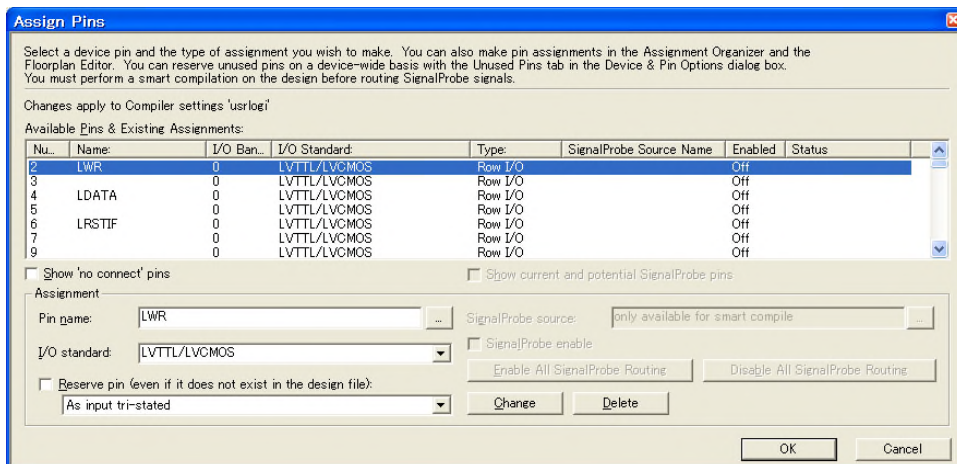 Assign Pins
Select a device pin and the type of assignment you wish to make. You can also make pin assignments in the Assignment Organizer and the
Floorplan Editor. You can reserve unused pins on a device-wide basis with the Unused Pins tab in the Device & Pin Options dialog box.
You must perform a smart compilation on the design before routing SignalProbe signals.
Changes apply to Compiler settings 'usrlogi'
Available Pins & Existing Assignments:
Nu... Name: I/O Ban... I/O Standard: Type: SignalProbe Source Name Enabled Status
2 LWR 0 LVTTL/LVCMOS Row I/O Off
3 0 LVTTL/LVCMOS Row I/O Off
4 LDATA 0 LVTTL/LVCMOS Row I/O Off
5 0 LVTTL/LVCMOS Row I/O Off
6 LRSTIF 0 LVTTL/LVCMOS Row I/O Off
7 0 LVTTL/LVCMOS Row I/O Off
9 0 LVTTL/LVCMOS Row I/O Off
Show 'no connect' pins Show current and potential SignalProbe pins
Assignment
Pin name: LWR ... SignalProbe source: only available for smart compile ...
SignalProbe enable
I/O standard: LVTTL/LVCMOS
Enable All SignalProbe Routing Disable All SignalProbe Routing
Reserve pin (even if it does not exist in the design file):
As input tri-stated Change Delete
OK Cancel